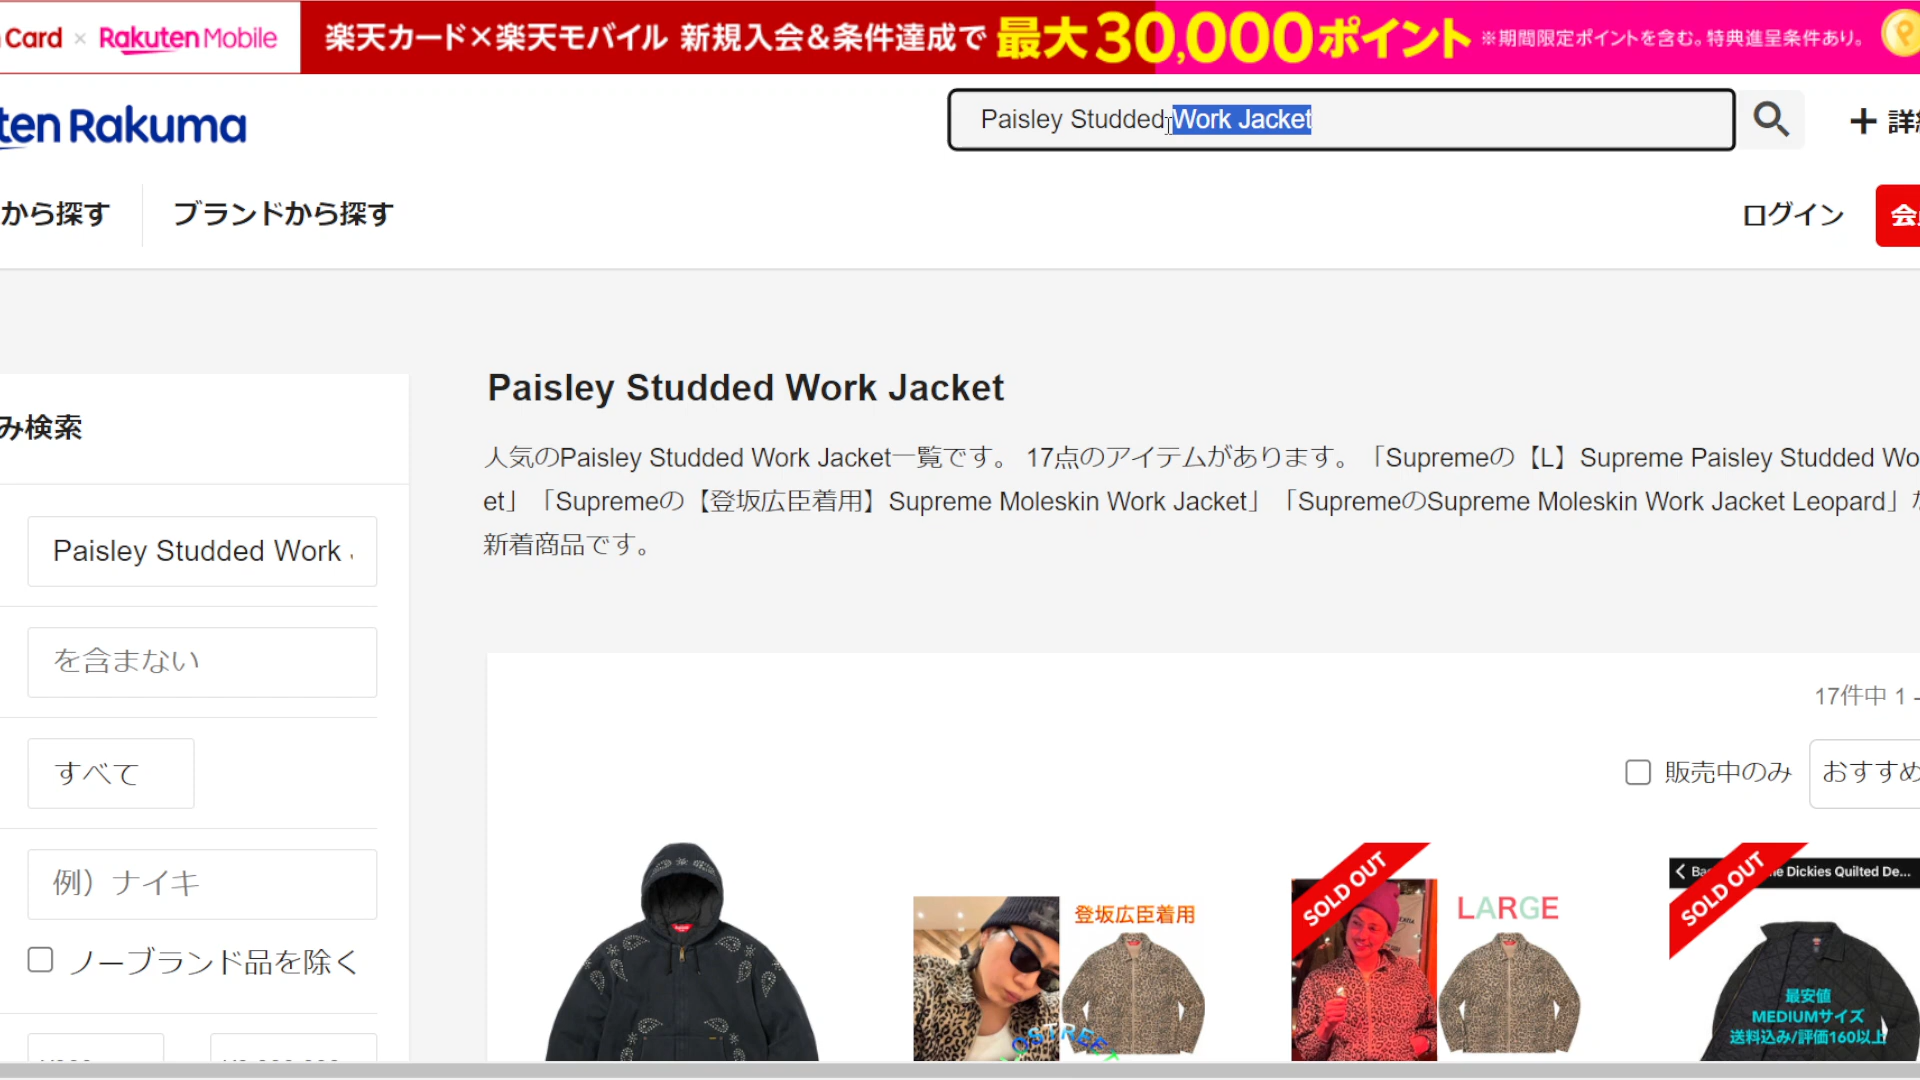 Card × Rakuten Mobile
楽天カード×楽天モバイル 新規入会&条件達成で 最大30,000ポイント ※期間限定ポイントを含む。特典進呈条件あり。
ten Rakuma
Paisley Studded Work Jacket
から探す
ブランドから探す
ログイン
Paisley Studded Work Jacket
み検索
人気のPaisley Studded Work Jacket一覧です。 17点のアイテムがあります。「Supremeの【L】Supreme Paisley Studded Wo
et」「Supremeの【登坂広臣着用】Supreme Moleskin Work Jacket」「SupremeのSupreme Moleskin Work Jacket Leopard」
新着商品です。
Paisley Studded Work
を含まない
すべて
17件中 1
販売中のみ
おすすめ
例）ナイキ
ノーブランド品を除く
登坂広臣着用
SOLD OUT
LARGE
SOLD OUT
Dickies Quilted De...
最安値
MEDIUMサイズ
送料込み/評価160以上